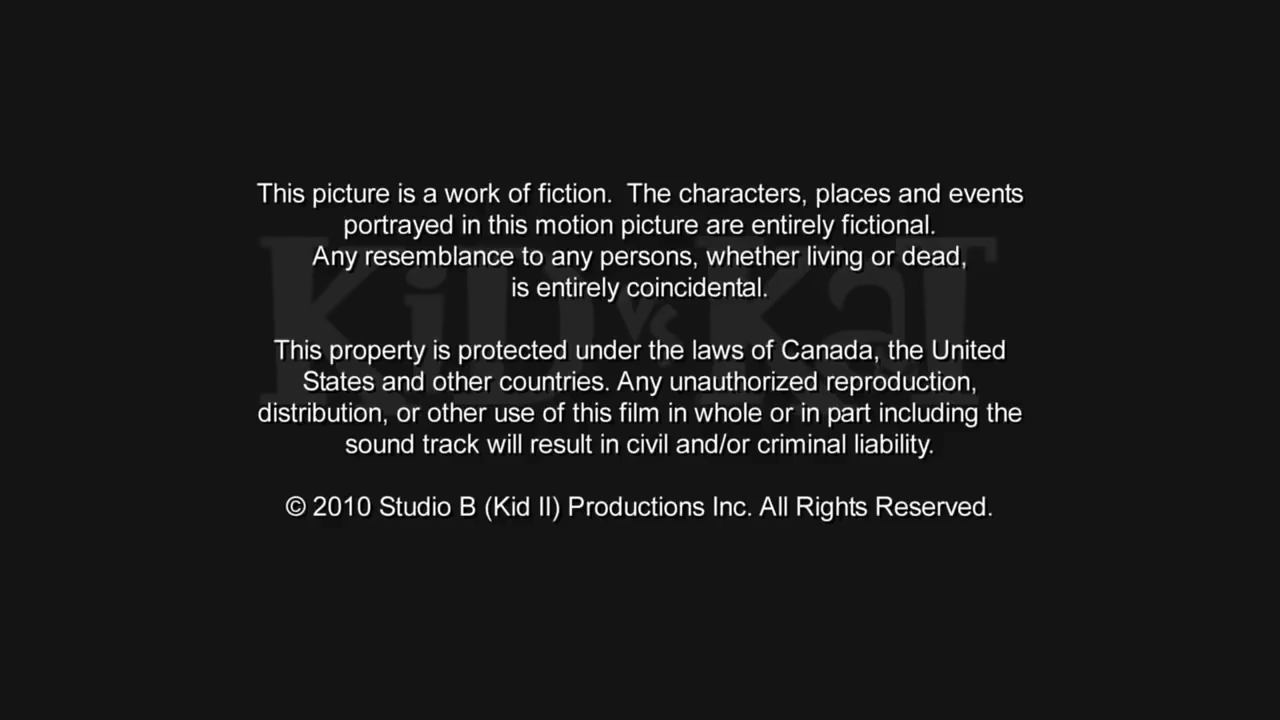 This picture is a work of fiction.  The characters, places and events
portrayed in this motion picture are entirely fictional.
Any resemblance to any persons, whether living or dead,
is entirely coincidental.
KiD vs KaT
This property is protected under the laws of Canada, the United
States and other countries. Any unauthorized reproduction,
distribution, or other use of this film in whole or in part including the
sound track will result in civil and/or criminal liability.
© 2010 Studio B (Kid II) Productions Inc. All Rights Reserved.